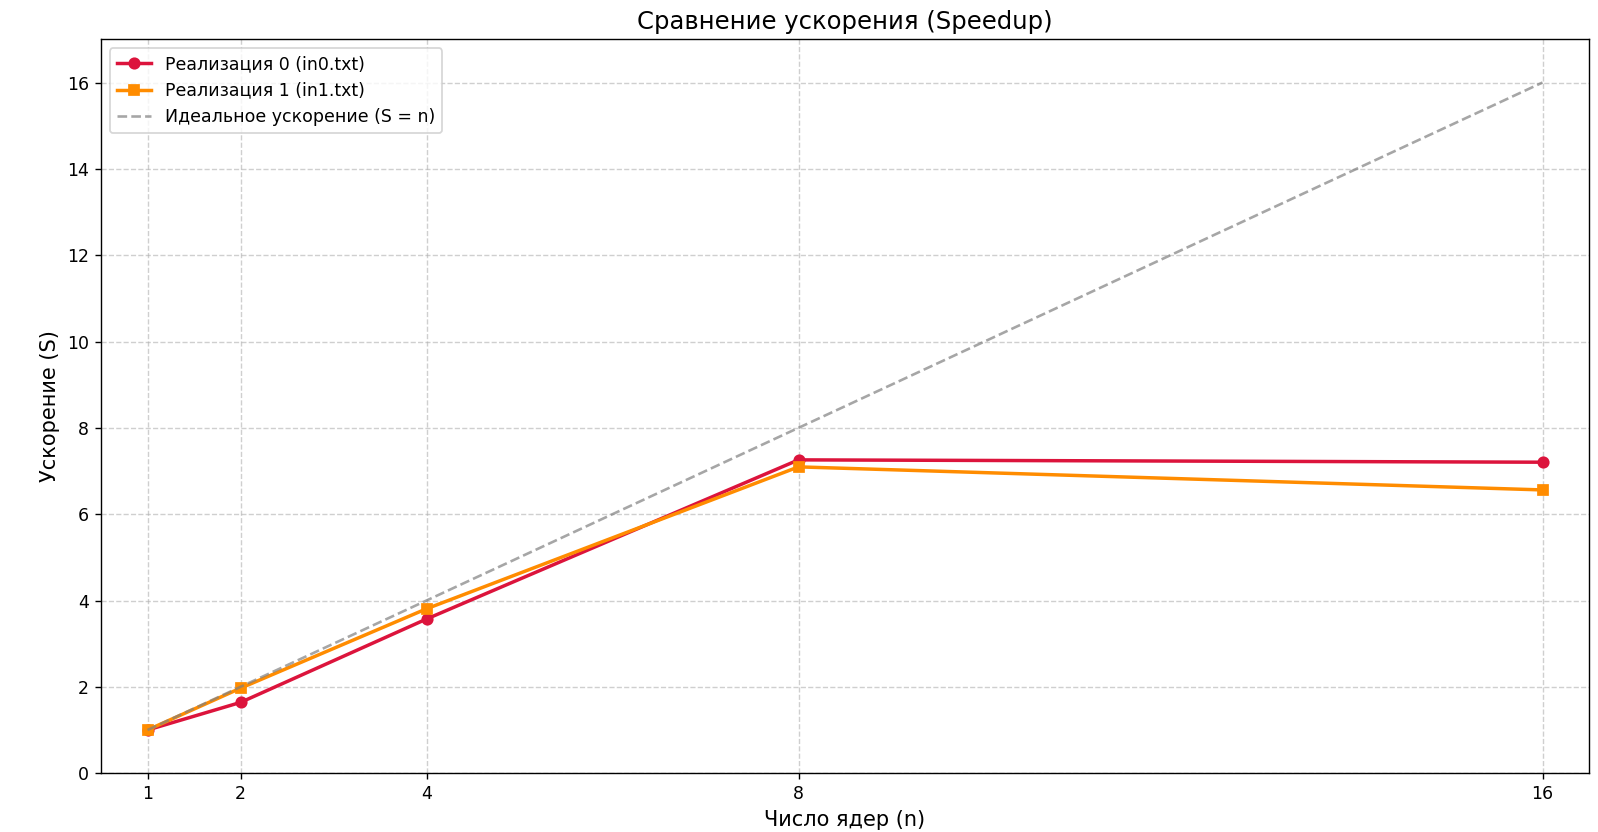 Сравнение ускорения (Speedup)
Реализация 0 (in0.txt)
Реализация 1 (in1.txt)
Идеальное ускорение (S = n)
Ускорение (S)
16
14
12
10
8
6
4
2
0
1 2 4 8 16
Число ядер (n)